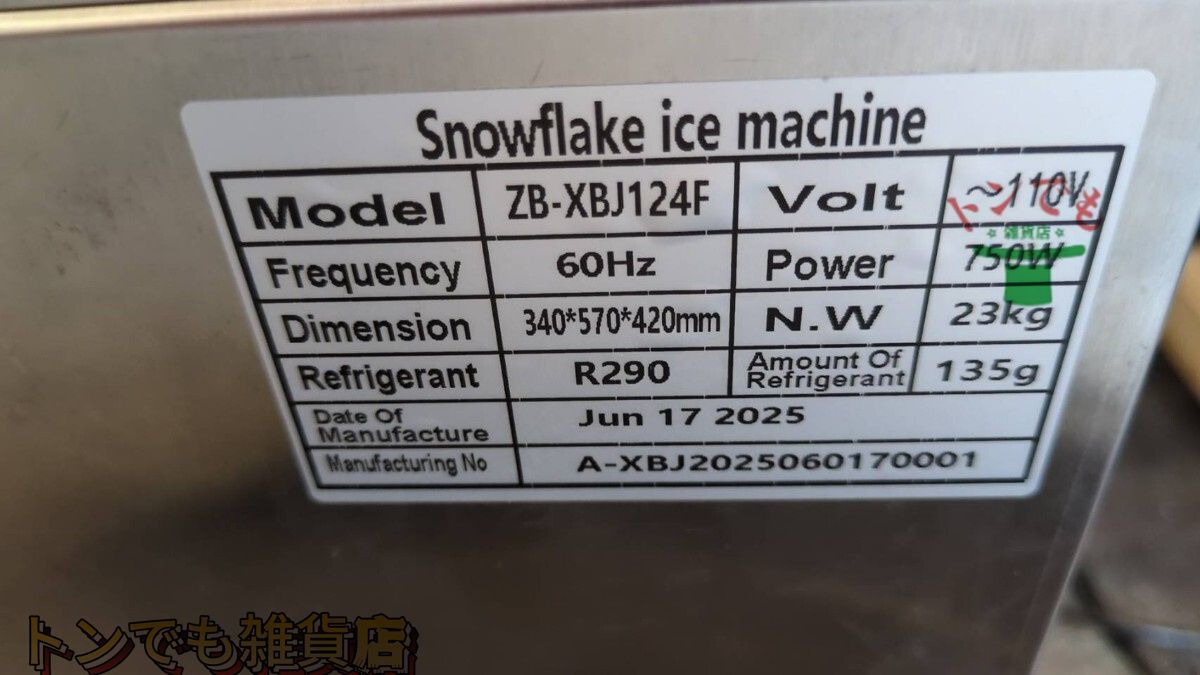 Snowflake ice machine
Model ZB-XBJ124F Volt ~110V
トンでも
雑貨店
Frequency 60Hz Power 750W
Dimension 340*570*420mm N.W 23kg
Refrigerant R290 Amount Of Refrigerant 135g
Date Of
Manufacture Jun 17 2025
Manufacturing No A-XBJ2025060170001
トンでも雑貨店